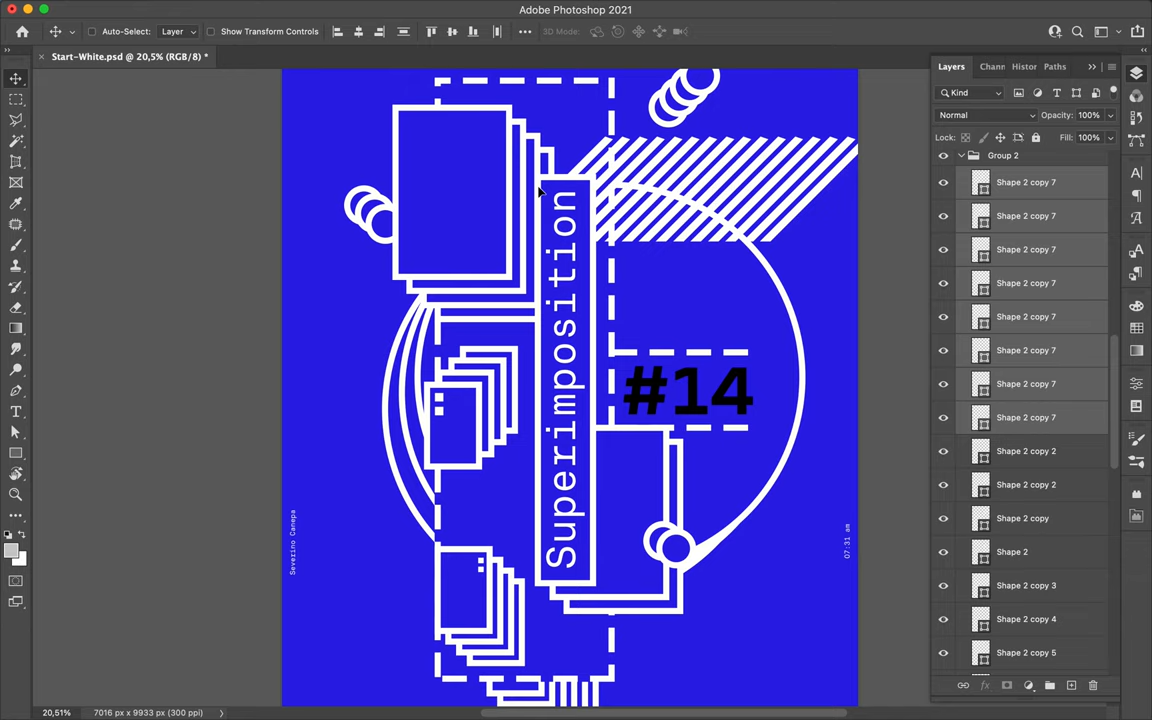 Adobe Photoshop 2021
Auto-Select:
Layer
Show Transform Controls
3D Mode:
Start-White.psd @ 20,5% (RGB/8) *
Layers
Chann
Histor
Paths
Kind
Normal
Opacity:
100%
Lock:
Fill:
100%
Group 2
Shape 2 copy 7
Shape 2 copy 7
Shape 2 copy 7
Shape 2 copy 7
Shape 2 copy 7
Shape 2 copy 7
Shape 2 copy 7
Shape 2 copy 7
Shape 2 copy 2
Shape 2 copy 2
Shape 2 copy
Shape 2
Shape 2 copy 3
Shape 2 copy 4
Shape 2 copy 5
Superimposition
#14
Severino Canepa
07:31 am
20,51%
7016 px x 9933 px (300 ppi)